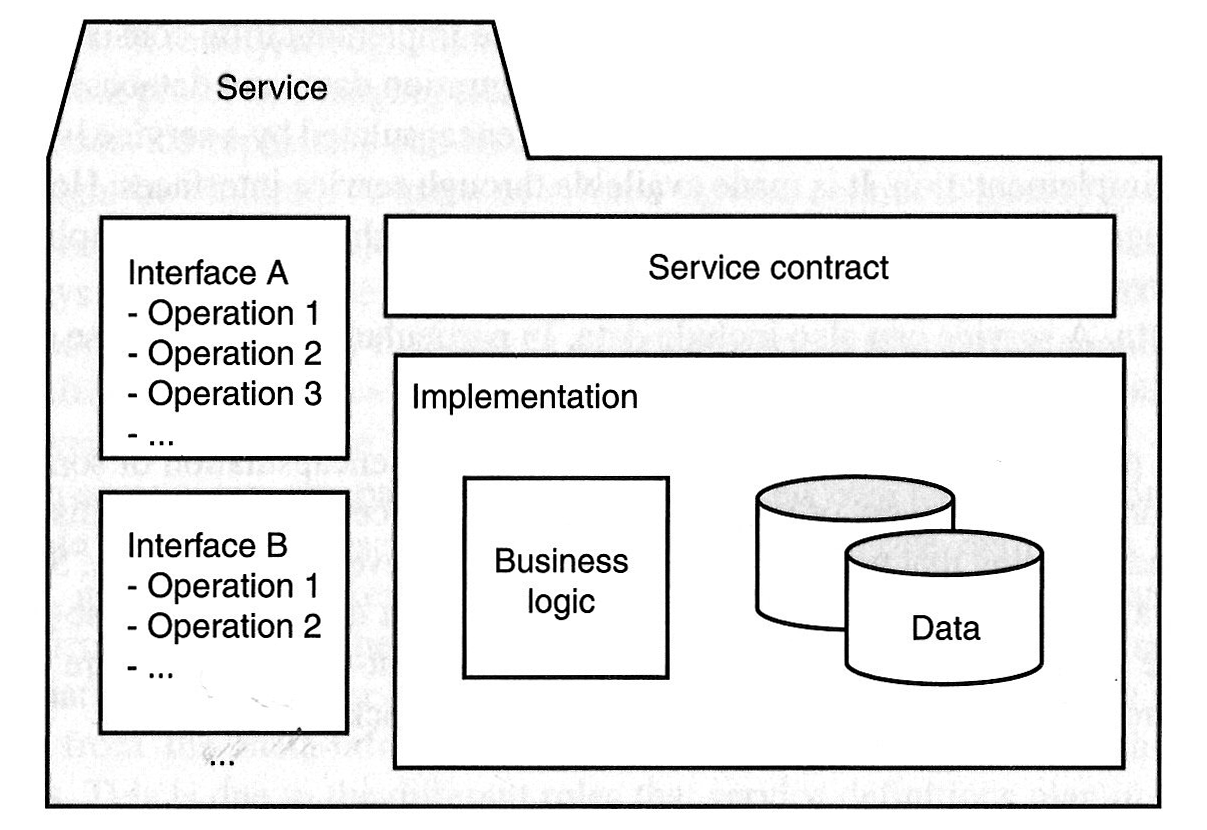 Service
Interface A
- Operation 1
- Operation 2
- Operation 3
- ...
Interface B
- Operation 1
- Operation 2
- ...
...
Service contract
Implementation
Business
logic
Data